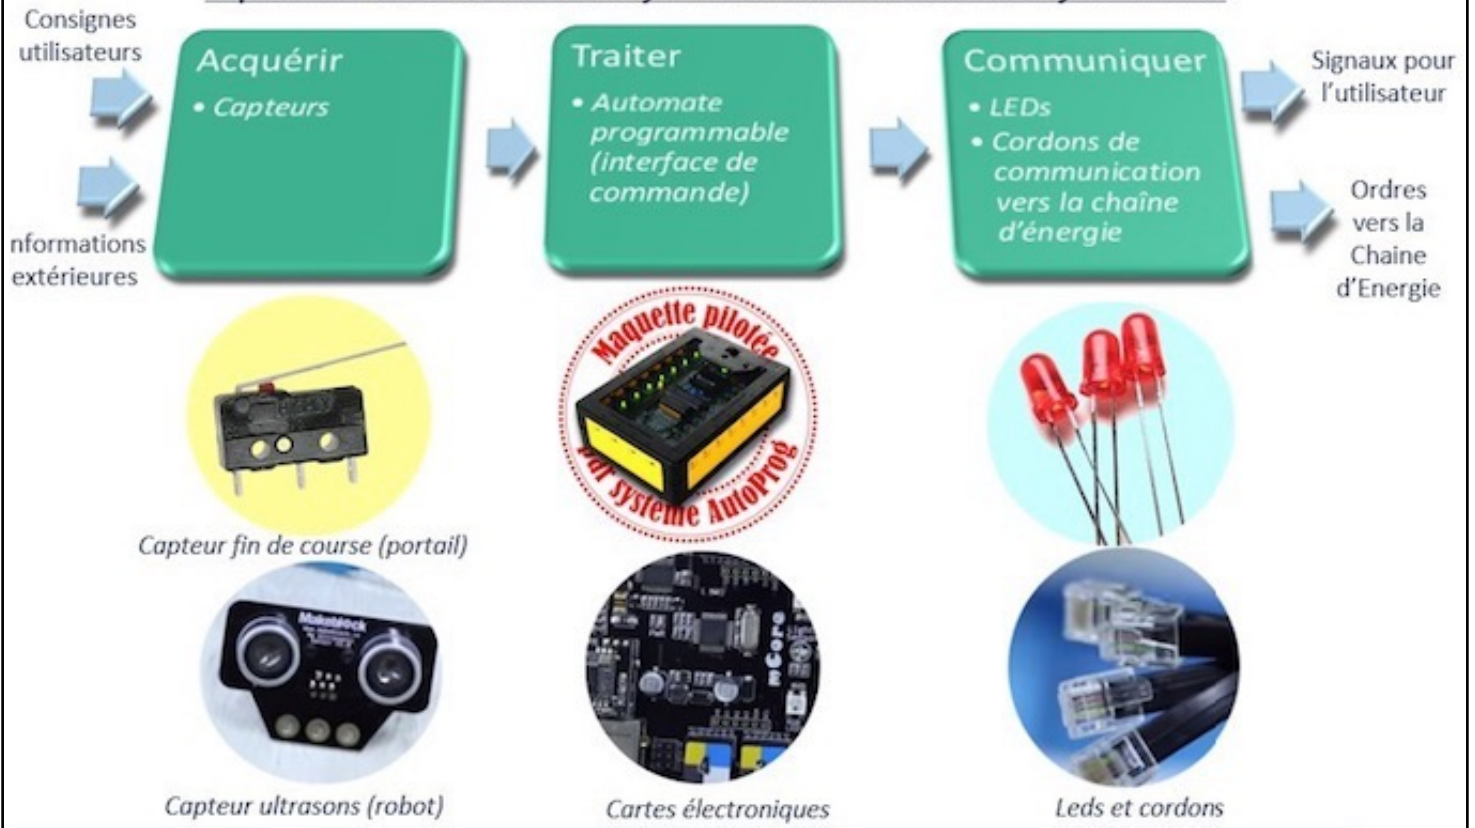 Consignes
utilisateurs
nformations
extérieures
Acquérir
• Capteurs
Traiter
• Automate
programmable
(interface de
commande)
Communiquer
• LEDs
• Cordons de
communication
vers la chaîne
d'énergie
Signaux pour
l'utilisateur
Ordres
vers la
Chaine
d'Energie
Maquette pilotée
par système AutoProg
Capteur fin de course (portail)
Makeblock
mCore
Capteur ultrasons (robot)
Cartes électroniques
Leds et cordons